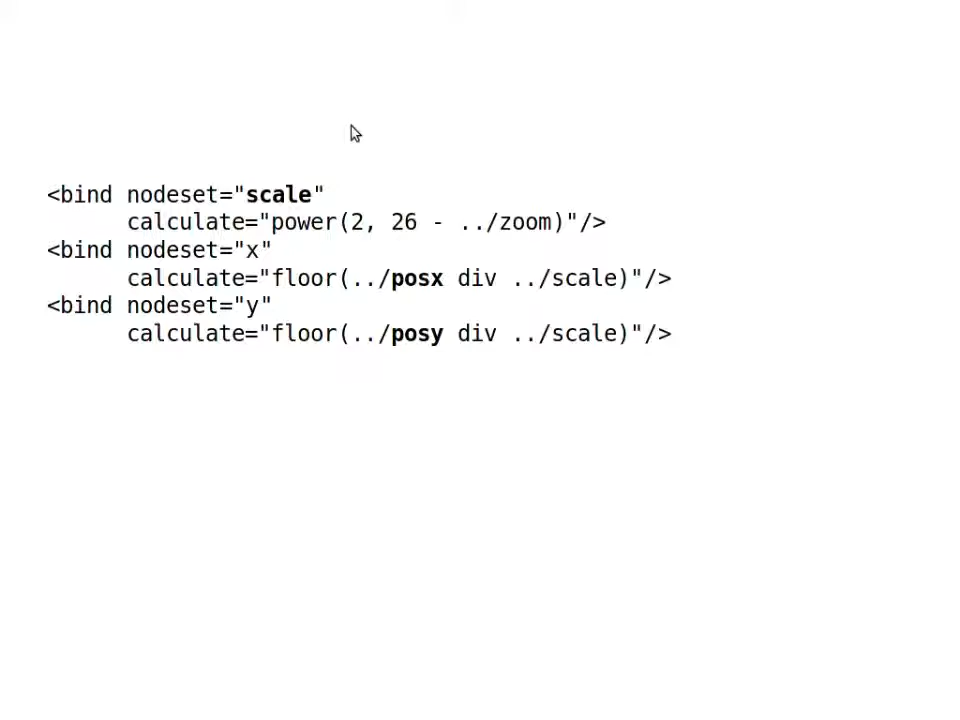 <bind nodeset="scale"
      calculate="power(2, 26 - ../zoom)"/>
<bind nodeset="x"
      calculate="floor(../posx div ../scale)"/>
<bind nodeset="y"
      calculate="floor(../posy div ../scale)"/>